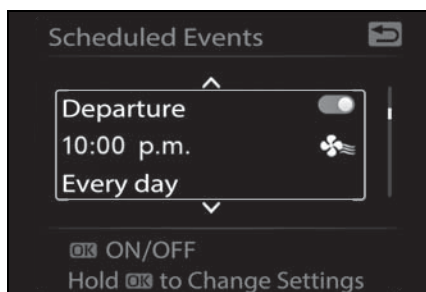 Scheduled Events
Departure
10:00 p.m.
Every day
OK ON/OFF
Hold OK to Change Settings